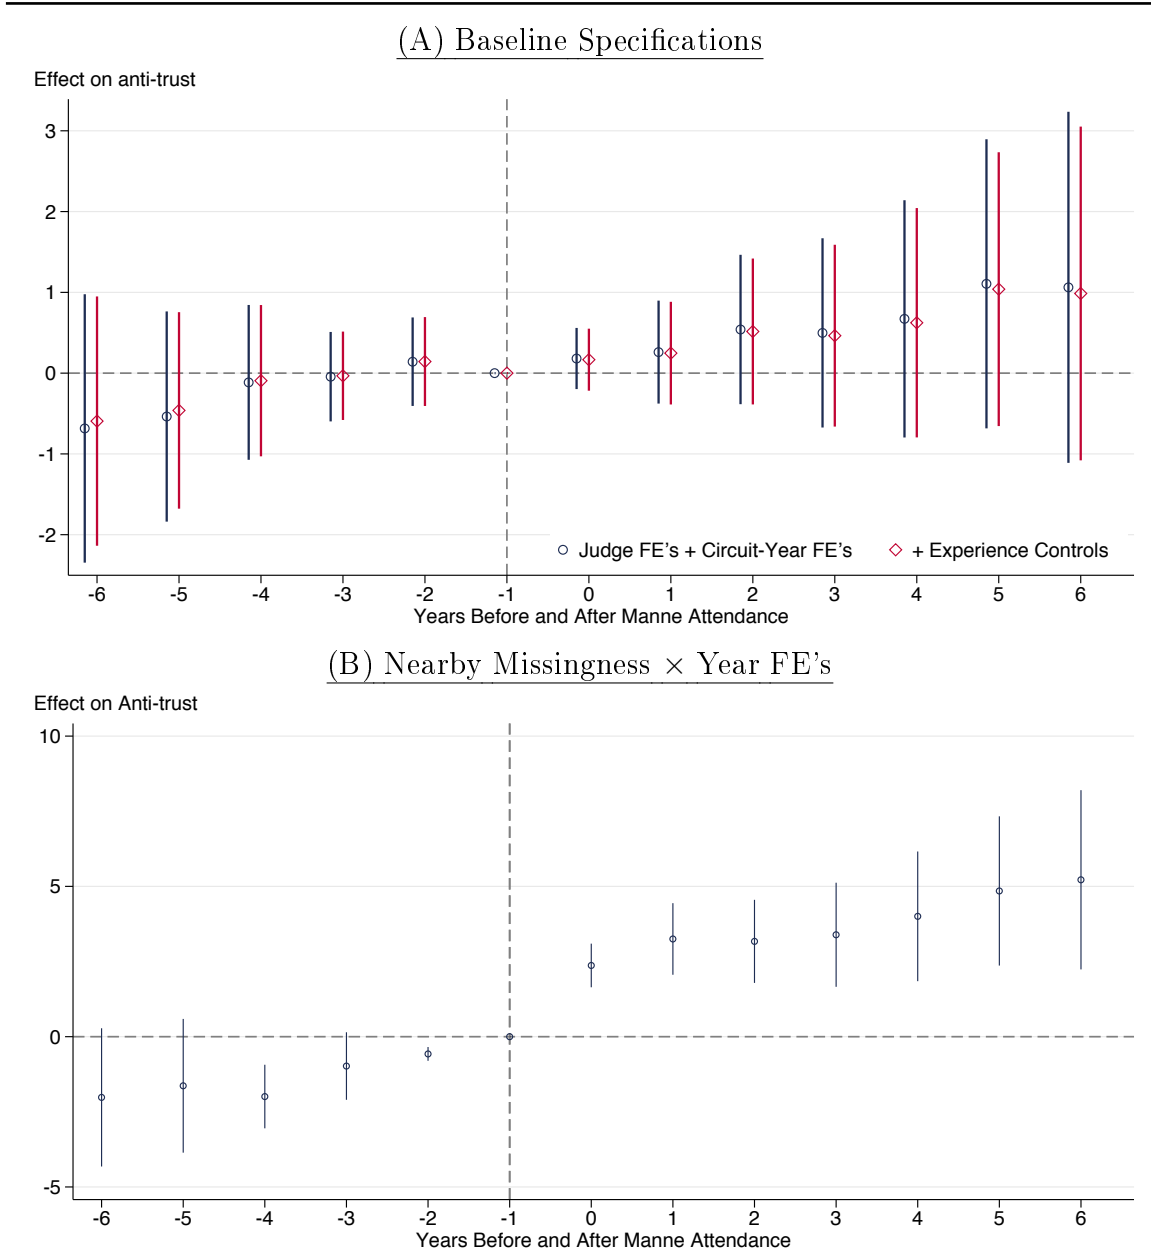 (A) Baseline Specifications
Effect on anti-trust
3
2
1
0
-1
-2
Judge FE's + Circuit-Year FE's + Experience Controls
-6 -5 -4 -3 -2 -1 0 1 2 3 4 5 6
Years Before and After Manne Attendance
(B) Nearby Missingness × Year FE's
Effect on Anti-trust
10
5
0
-5
-6 -5 -4 -3 -2 -1 0 1 2 3 4 5 6
Years Before and After Manne Attendance